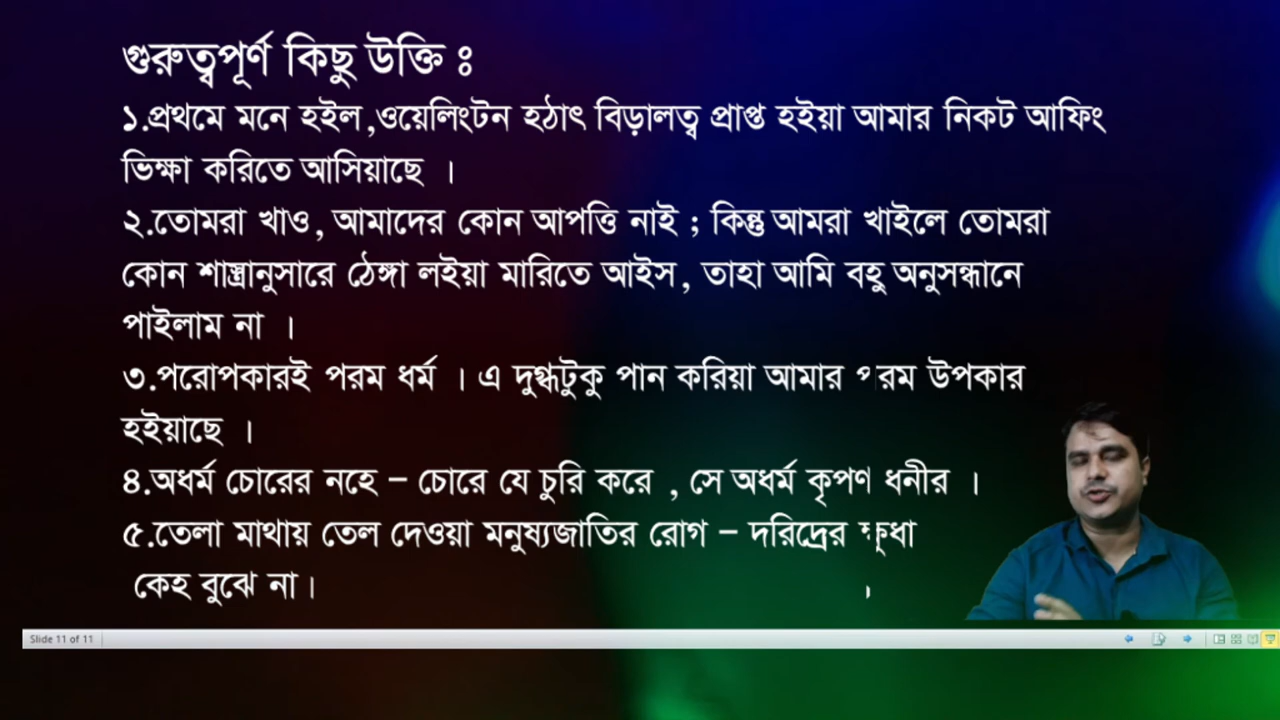 গুরুত্বপূর্ণ কিছু উক্তি ঃ
১.প্রথমে মনে হইল,ওয়েলিংটন হঠাৎ বিড়ালত্ব প্রাপ্ত হইয়া আমার নিকট আফিং
ভিক্ষা করিতে আসিয়াছে ।
২.তোমরা খাও, আমাদের কোন আপত্তি নাই ; কিন্তু আমরা খাইলে তোমরা
কোন শাস্ত্রানুসারে ঠেঙ্গা লইয়া মারিতে আইস, তাহা আমি বহু অনুসন্ধানে
পাইলাম না ।
৩.পরোপকারই পরম ধর্ম । এ দুগ্ধটুকু পান করিয়া আমার পরম উপকার
হইয়াছে ।
৪.অধর্ম চোরের নহে – চোরে যে চুরি করে , সে অধর্ম কৃপণ ধনীর ।
৫.তেলা মাথায় তেল দেওয়া মনুষ্যজাতির রোগ – দরিদ্রের ক্ষুধা
কেহ বুঝে না।
Slide 11 of 11